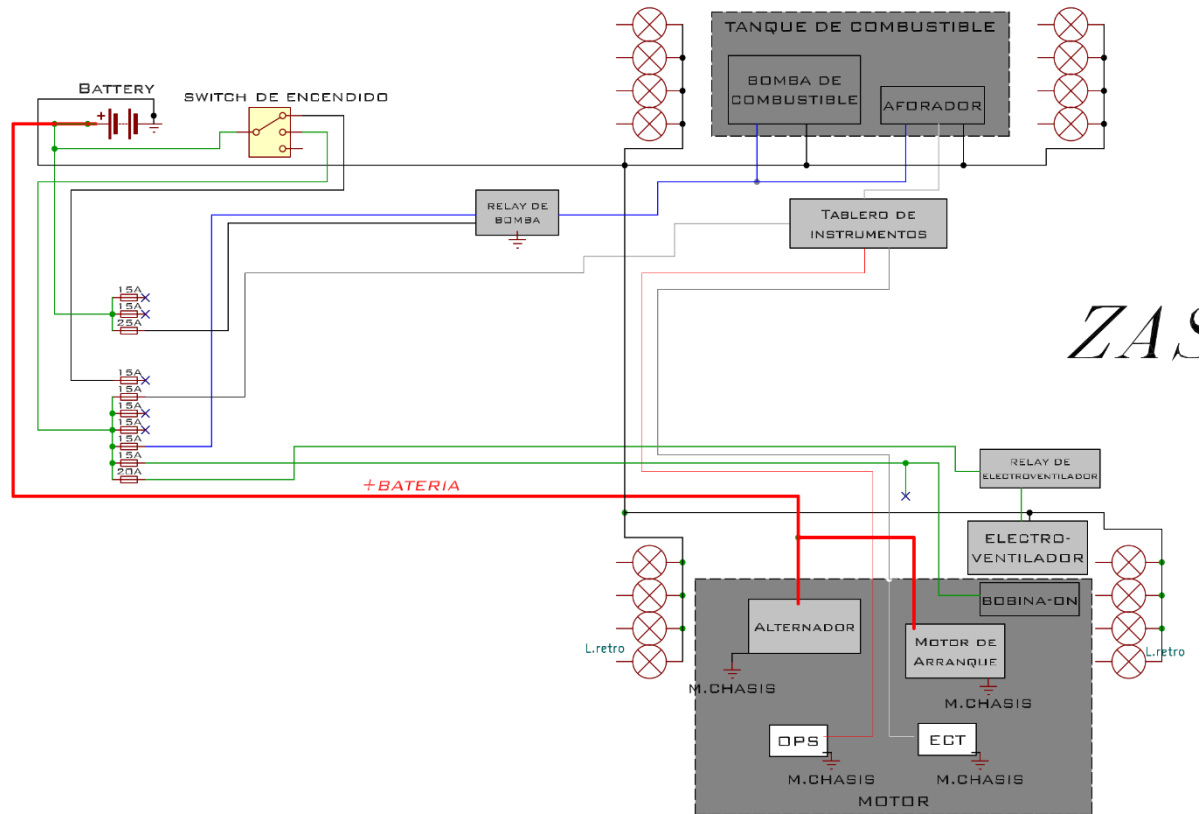 TANQUE DE COMBUSTIBLE
BOMBA DE
COMBUSTIBLE
AFORADOR
BATTERY
+
SWITCH DE ENCENDIDO
RELAY DE
BOMBA
TABLERO DE
INSTRUMENTOS
15A
15A
25A
ZAS
15A
15A
15A
15A
15A
15A
20A
+BATERIA
RELAY DE
ELECTROVENTILADOR
ELECTRO-
VENTILADOR
BOBINA-ON
ALTERNADOR
MOTOR DE
ARRANQUE
L.retro
L.retro
M.CHASIS
M.CHASIS
OPS
ECT
M.CHASIS
M.CHASIS
MOTOR